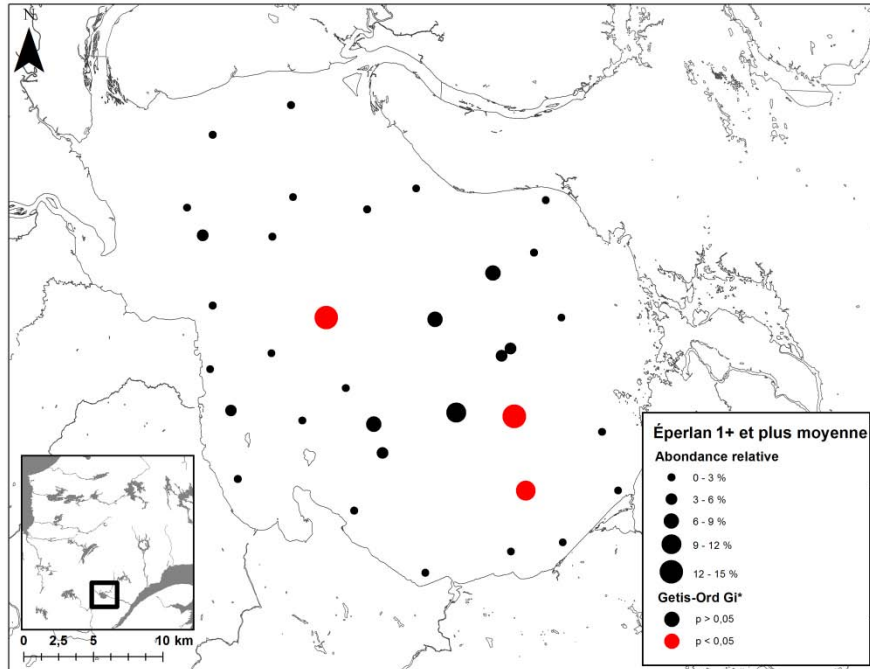 N
Éperlan 1+ et plus moyenne
Abondance relative
0 - 3 %
3 - 6 %
6 - 9 %
9 - 12 %
12 - 15 %
Getis-Ord Gi*
p > 0,05
p < 0,05
0 2,5 5 10 km